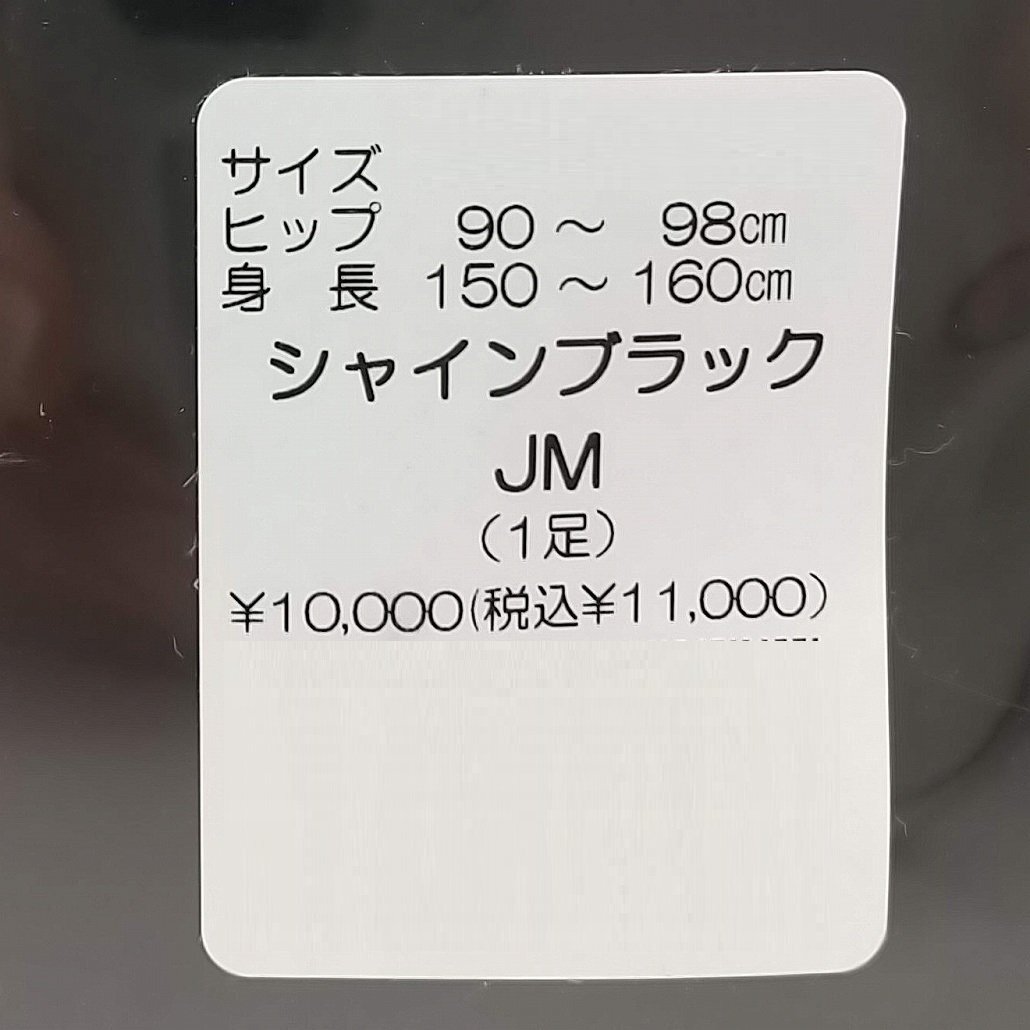 サイズ
ヒップ 90～ 98㎝
身 長 150～160㎝
シャインブラック
JM
（1足）
¥10,000（税込¥11,000）